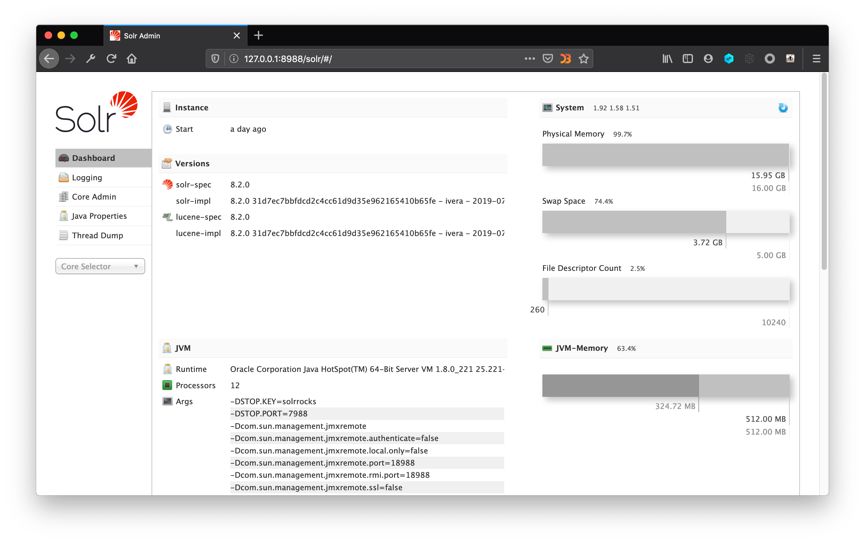 Solr Admin
127.0.0.1:8988/solr/#/
Solr
Dashboard
Logging
Core Admin
Java Properties
Thread Dump
Core Selector
Instance
Start a day ago
Versions
solr-spec 8.2.0
solr-impl 8.2.0 31d7ec7bbfdcd2c4cc61d9d35e962165410b65fe - ivera - 2019-07
lucene-spec 8.2.0
lucene-impl 8.2.0 31d7ec7bbfdcd2c4cc61d9d35e962165410b65fe - ivera - 2019-07
System 1.92 1.58 1.51
Physical Memory 99.7%
15.95 GB
16.00 GB
Swap Space 74.4%
3.72 GB
5.00 GB
File Descriptor Count 2.5%
260
10240
JVM
Runtime Oracle Corporation Java HotSpot(TM) 64-Bit Server VM 1.8.0_221 25.221-
Processors 12
Args -DSTOP.KEY=solrrocks
-DSTOP.PORT=7988
-Dcom.sun.management.jmxremote
-Dcom.sun.management.jmxremote.authenticate=false
-Dcom.sun.management.jmxremote.local.only=false
-Dcom.sun.management.jmxremote.port=18988
-Dcom.sun.management.jmxremote.rmi.port=18988
-Dcom.sun.management.jmxremote.ssl=false
JVM-Memory 63.4%
324.72 MB
512.00 MB
512.00 MB